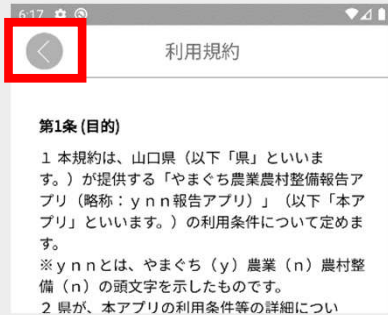 6:17
利用規約
第1条 (目的)
１ 本規約は、山口県（以下「県」といいま
す。）が提供する「やまぐち農業農村整備報告ア
プリ（略称：ｙｎｎ報告アプリ）」（以下「本ア
プリ」といいます。）の利用条件について定めま
す。
※ｙｎｎとは、やまぐち（ｙ）農業（ｎ）農村整
備（ｎ）の頭文字を示したものです。
２ 県が、本アプリの利用条件等の詳細につい